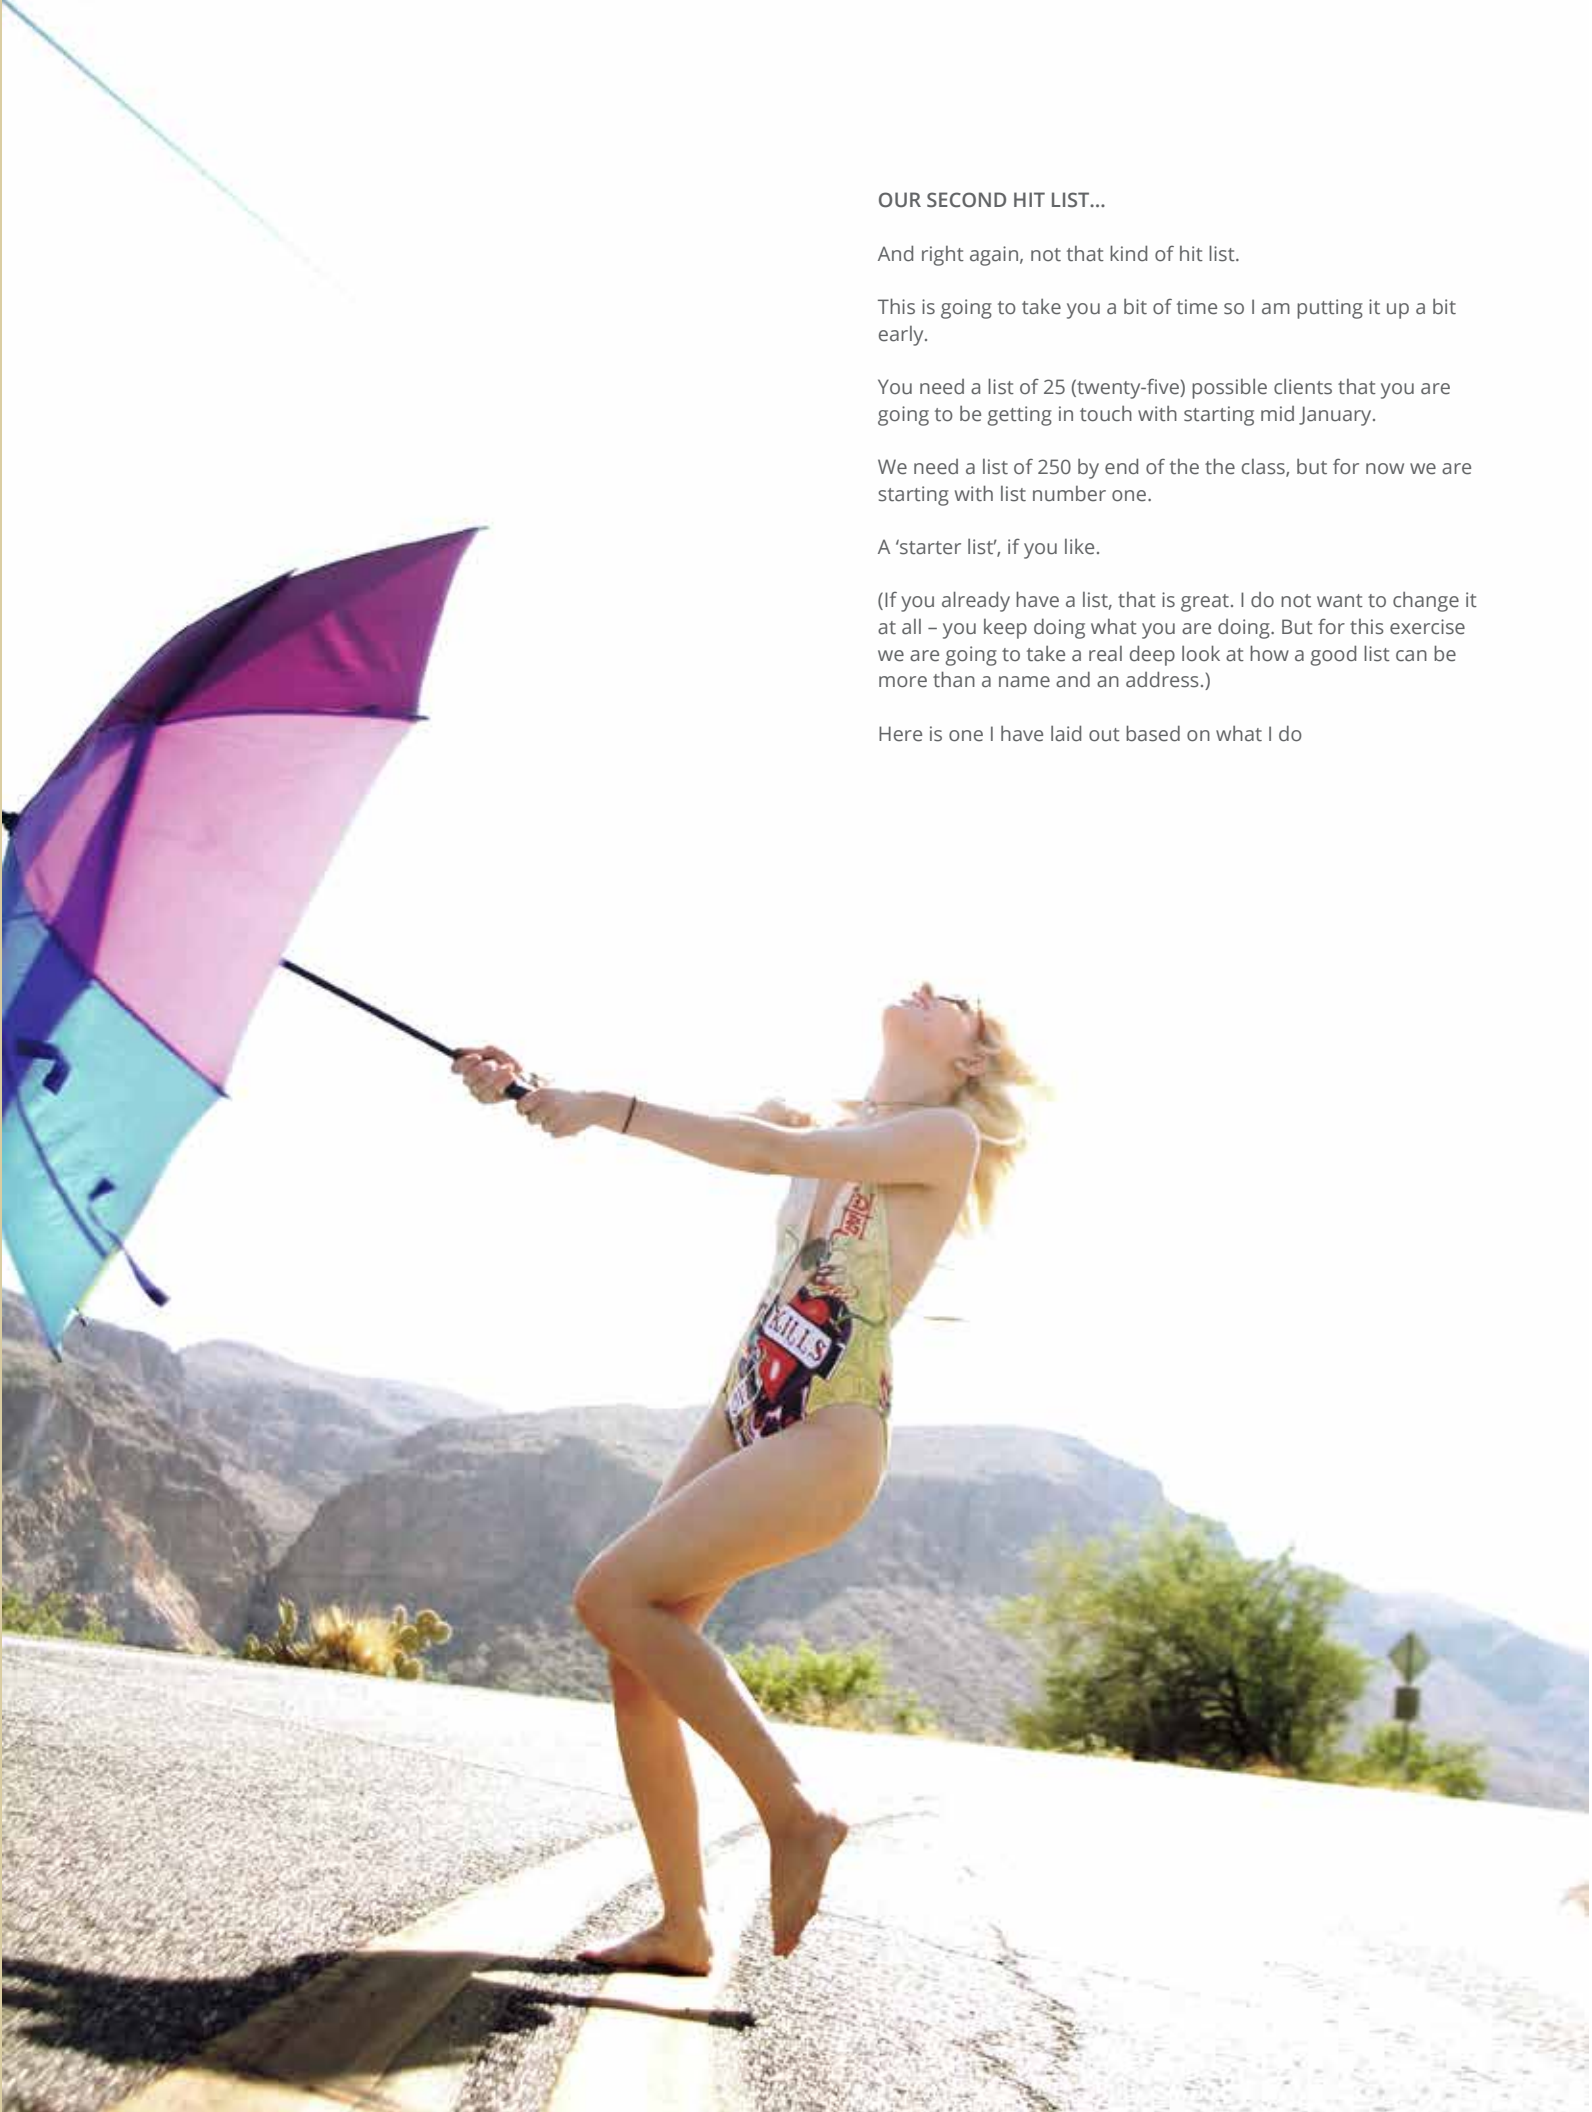 OUR SECOND HIT LIST...
And right again, not that kind of hit list.
This is going to take you a bit of time so I am putting it up a bit
early.
You need a list of 25 (twenty-five) possible clients that you are
going to be getting in touch with starting mid January.
We need a list of 250 by end of the the class, but for now we are
starting with list number one.
A ‘starter list’, if you like.
(If you already have a list, that is great. I do not want to change it
at all – you keep doing what you are doing. But for this exercise
we are going to take a real deep look at how a good list can be
more than a name and an address.)
Here is one I have laid out based on what I do
KILLS